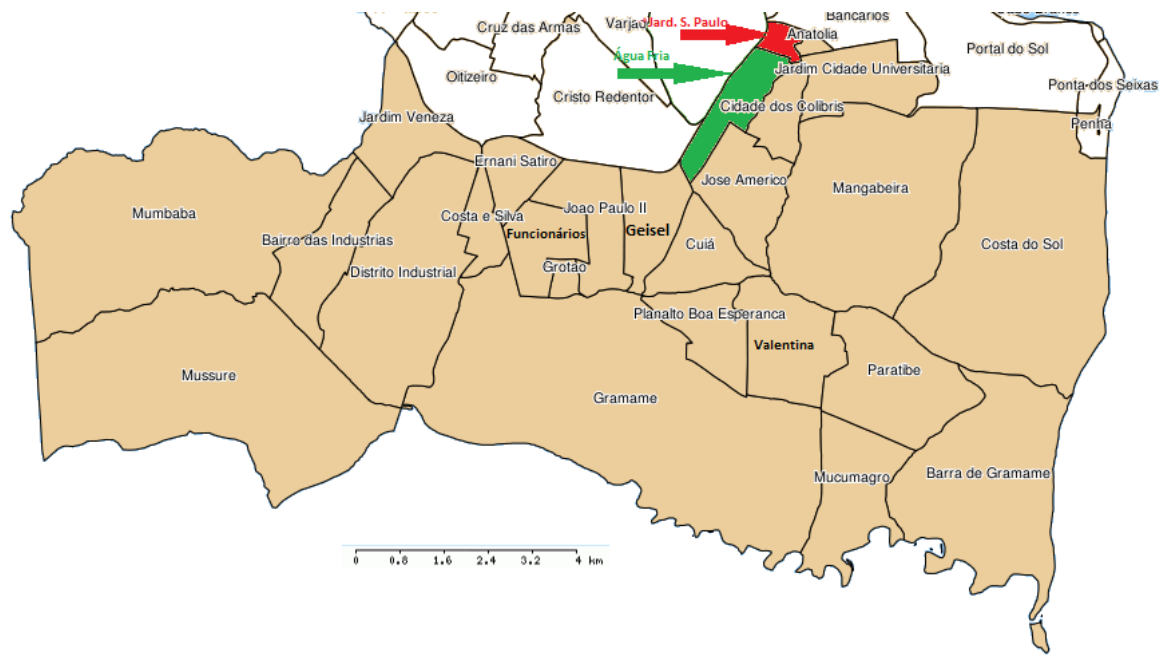 Cruz das Armas
Varjão
Jard. S. Paulo
Bancarios
Anatolia
Portal do Sol
Oitizeiro
Água Fria
Jardim Cidade Universitária
Ponta dos Seixas
Cristo Redentor
Cidade dos Colibris
Jardim Veneza
Penha
Ernani Satiro
Jose Americo
Mangabeira
Mumbaba
Costa e Silva
Joao Paulo II
Funcionários
Geisel
Bairro das Industrias
Cuiá
Costa do Sol
Distrito Industrial
Grotão
Planalto Boa Esperanca
Valentina
Mussure
Paratibe
Gramame
Mucumagro
Barra de Gramame
0 0.8 1.6 2.4 3.2 4 km